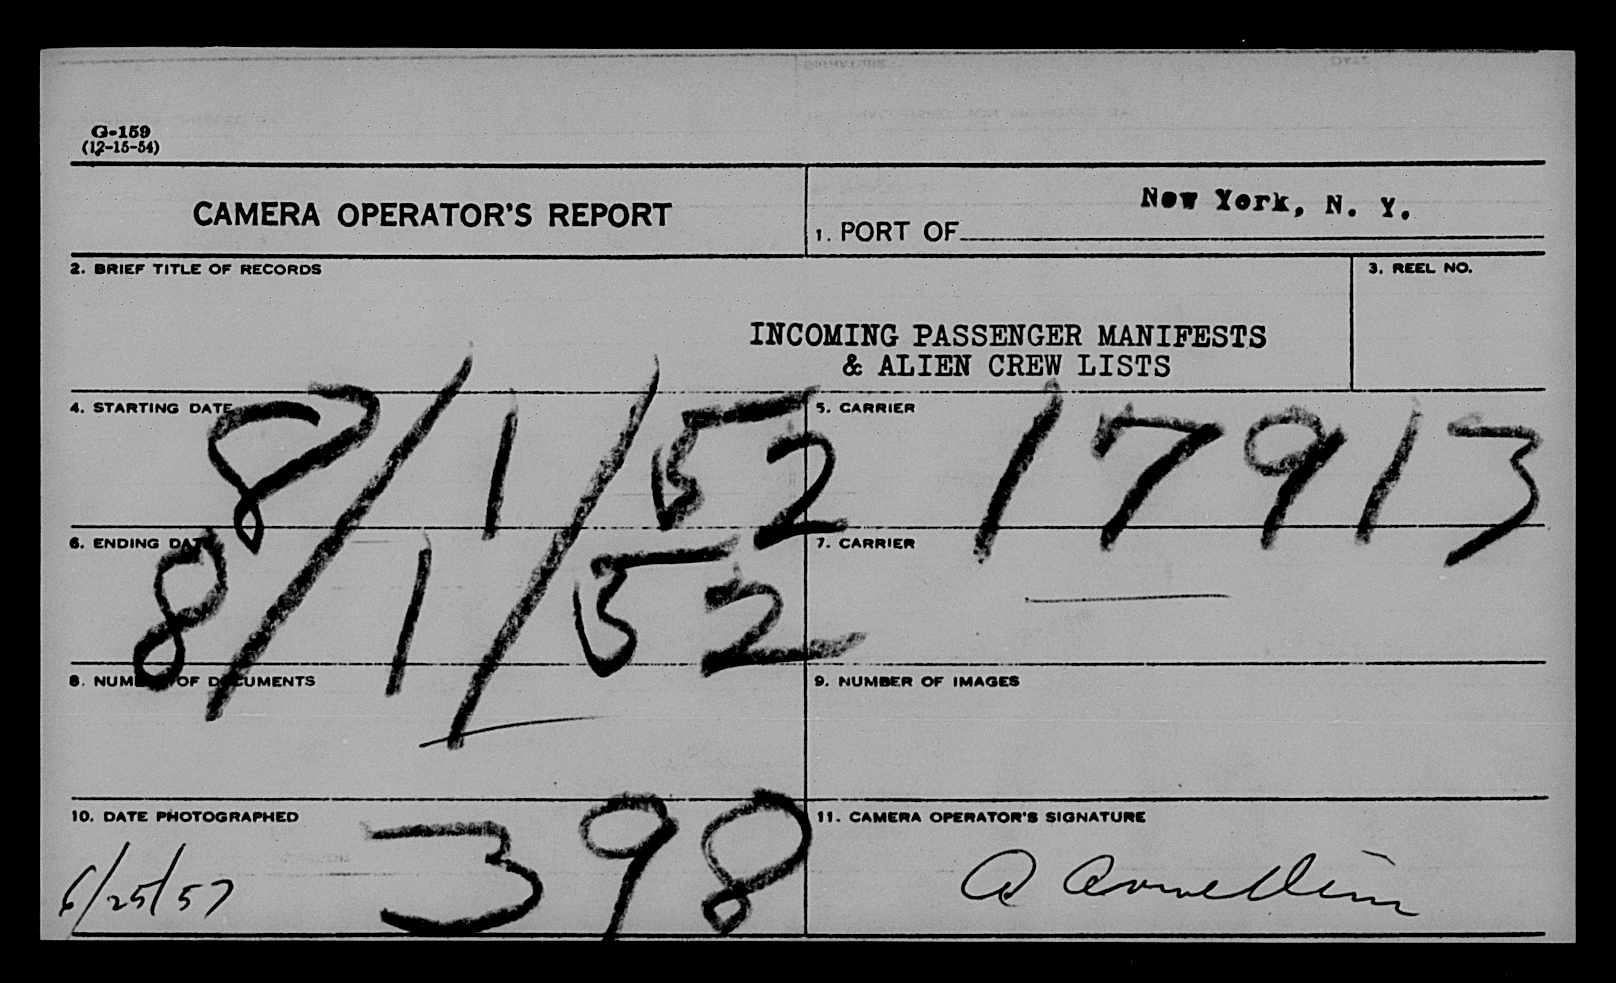 G-159
(12-15-54)
CAMERA OPERATOR'S REPORT
1. PORT OF New York, N. Y.
2. BRIEF TITLE OF RECORDS
INCOMING PASSENGER MANIFESTS
& ALIEN CREW LISTS
3. REEL NO.
4. STARTING DATE
8/1/52
5. CARRIER
17913
6. ENDING DATE
8/1/52
7. CARRIER
8. NUMBER OF DOCUMENTS
9. NUMBER OF IMAGES
10. DATE PHOTOGRAPHED
6/25/57
398
11. CAMERA OPERATOR'S SIGNATURE